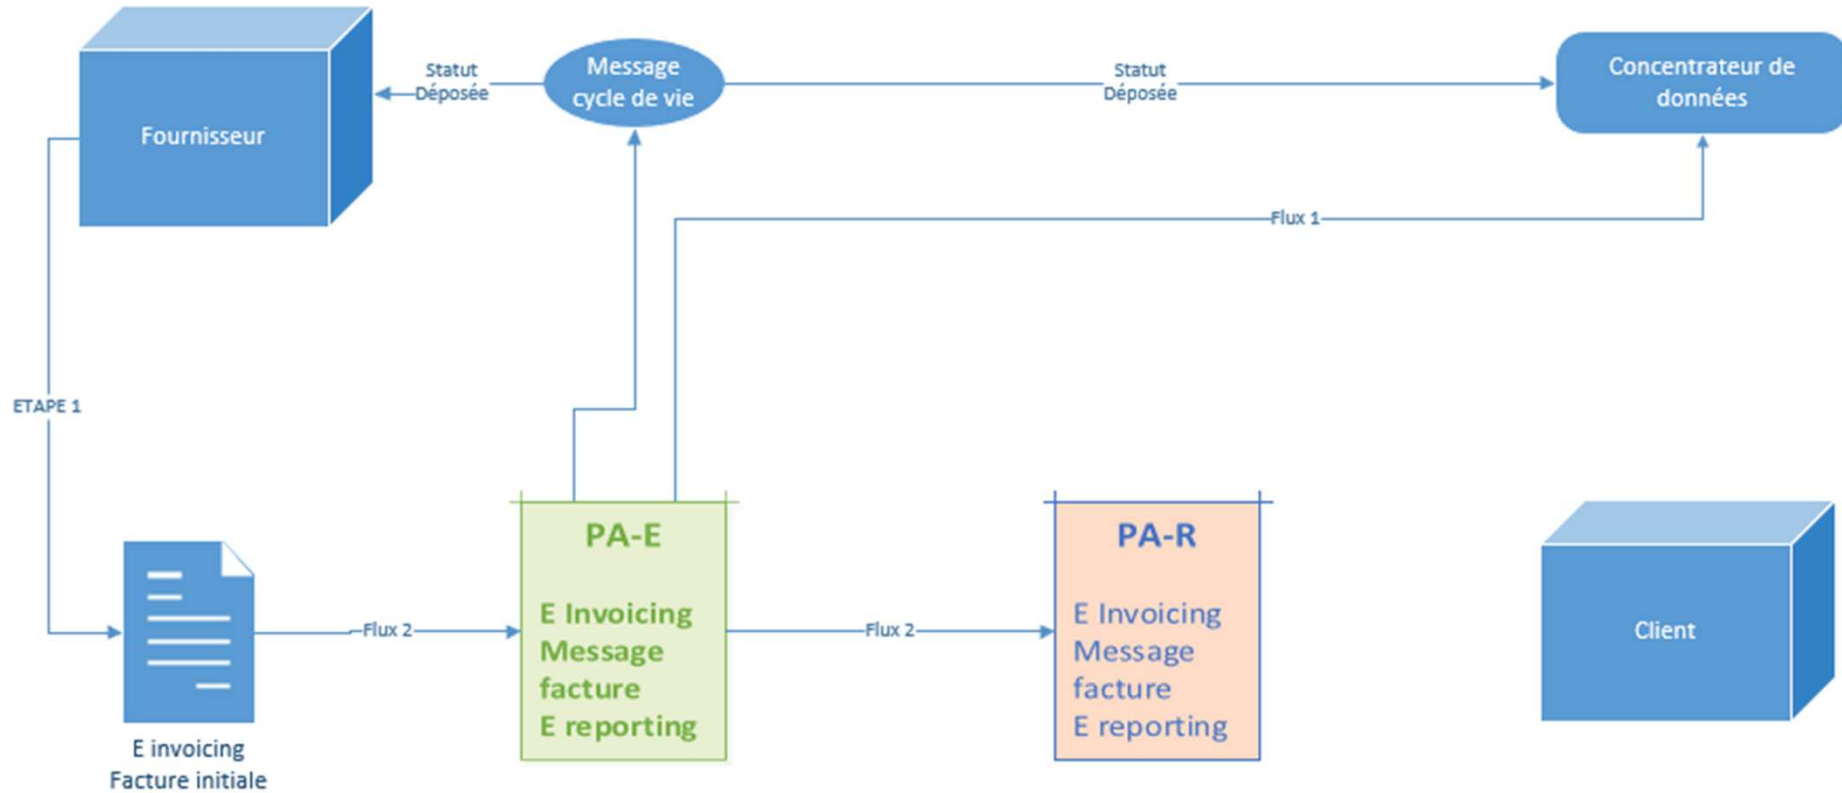 Fournisseur
Statut
Déposée
Message
cycle de vie
Statut
Déposée
Concentrateur de
données
Flux 1
ETAPE 1
E invoicing
Facture initiale
Flux 2
PA-E
E Invoicing
Message
facture
E reporting
Flux 2
PA-R
E Invoicing
Message
facture
E reporting
Client